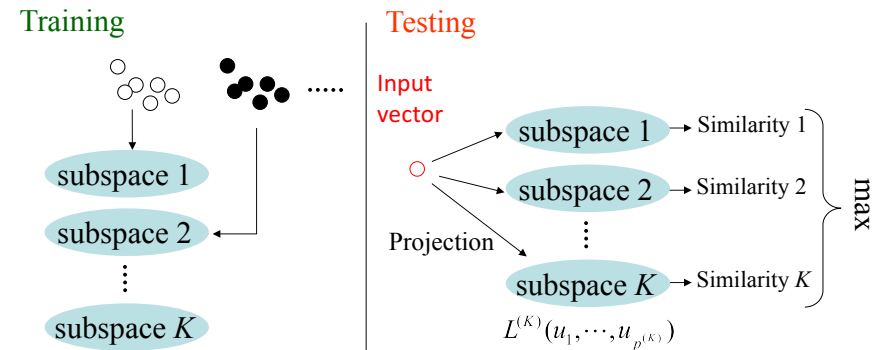 Training
subspace 1
subspace 2
subspace K
Testing
Input
vector
Projection
subspace 1
Similarity 1
subspace 2
Similarity 2
subspace K
Similarity K
L^{(K)}(u_1,⋯,u_{p^{(K)}})
max